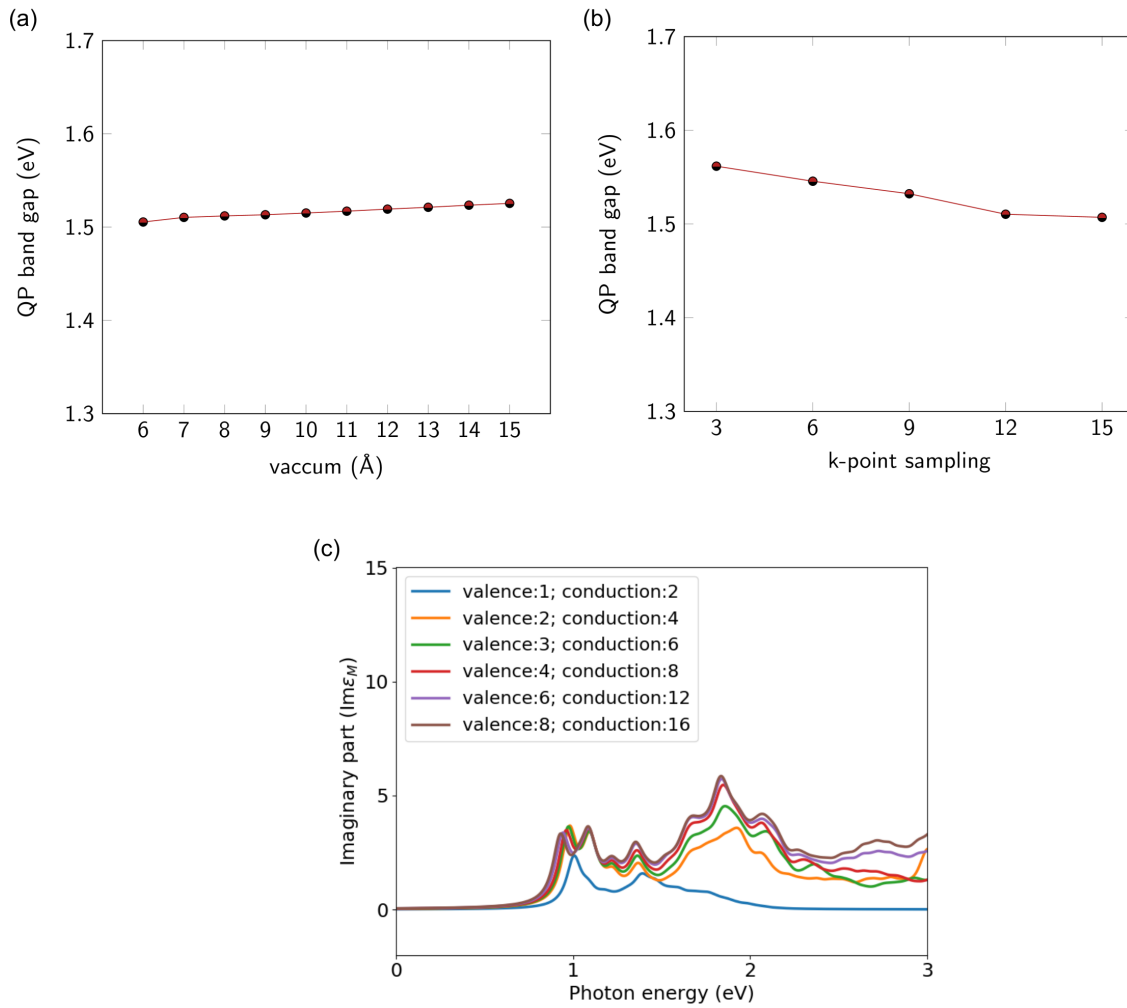 (a)
1.7
1.6
1.5
1.4
1.3
QP band gap (eV)
6 7 8 9 10 11 12 13 14 15
vaccum (Å)
(b)
1.7
1.6
1.5
1.4
1.3
QP band gap (eV)
3 6 9 12 15
k-point sampling
(c)
15
10
5
0
Imaginary part (Imε_M)
valence:1; conduction:2
valence:2; conduction:4
valence:3; conduction:6
valence:4; conduction:8
valence:6; conduction:12
valence:8; conduction:16
0 1 2 3
Photon energy (eV)